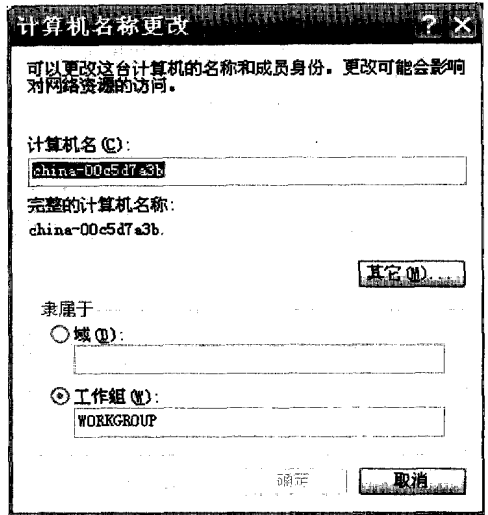 计算机名称更改
可以更改这台计算机的名称和成员身份。更改可能会影响
对网络资源的访问。
计算机名(C):
china-00c5d7a3b
完整的计算机名称:
china-00c5d7a3b.
其它(M)...
隶属于
域(D):
工作组(W):
WORKGROUP
确定
取消